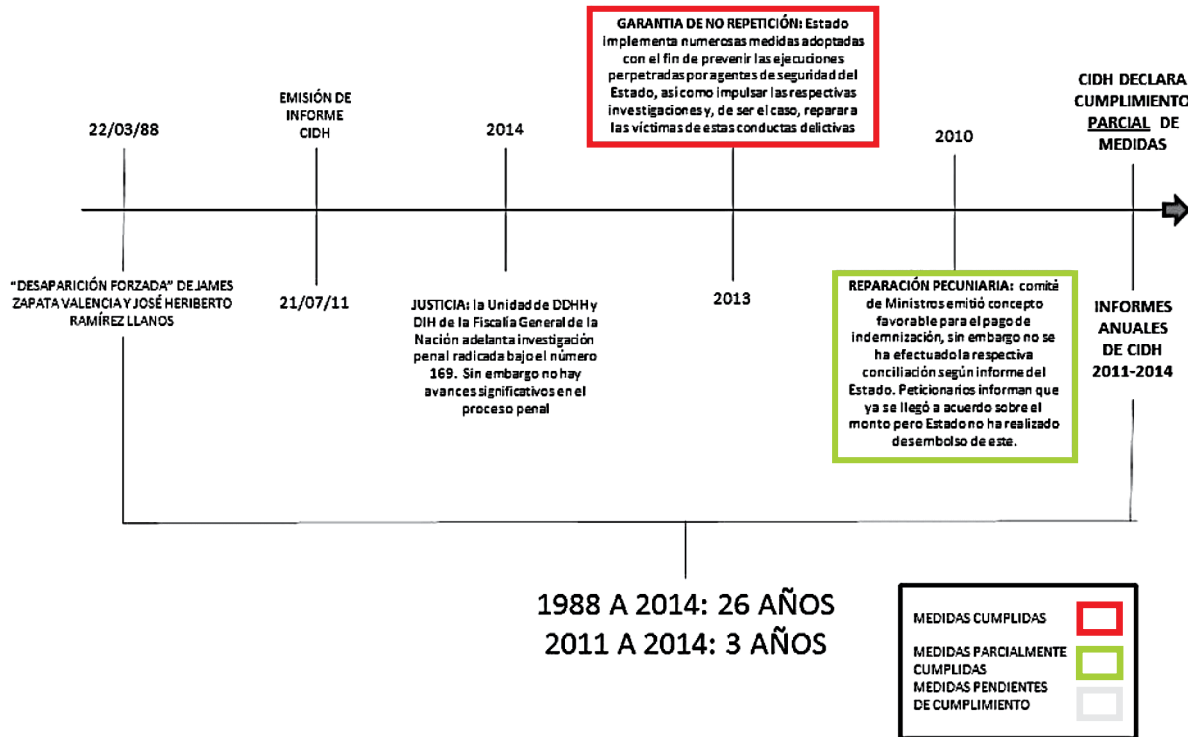 22/03/88
"DESAPARICIÓN FORZADA" DE JAMES
ZAPATA VALENCIA Y JOSÉ HERIBERTO
RAMÍREZ LLANOS
EMISIÓN DE
INFORME
CIDH
21/07/11
2014
JUSTICIA: la Unidad de DDHH y
DIH de la Fiscalía General de la
Nación adelanta investigación
penal radicada bajo el número
169. Sin embargo no hay
avances significativos en el
proceso penal
GARANTIA DE NO REPETICIÓN: Estado
implementa numerosas medidas adoptadas
con el fin de prevenir las ejecuciones
perpetradas por agentes de seguridad del
Estado, asi como impulsar las respectivas
investigaciones y, de ser el caso, reparar a
las víctimas de estas conductas delictivas
2013
2010
REPARACIÓN PECUNIARIA: comité
de Ministros emitió concepto
favorable para el pago de
indemnización, sin embargo no se
ha efectuado la respectiva
conciliación según informe del
Estado. Peticionarios informan que
ya se llegó a acuerdo sobre el
monto pero Estado no ha realizado
desembolso de este.
CIDH DECLARA
CUMPLIMIENTO
PARCIAL DE
MEDIDAS
INFORMES
ANUALES
DE CIDH
2011-2014
1988 A 2014: 26 AÑOS
2011 A 2014: 3 AÑOS
MEDIDAS CUMPLIDAS
MEDIDAS PARCIALMENTE
CUMPLIDAS
MEDIDAS PENDIENTES
DE CUMPLIMIENTO